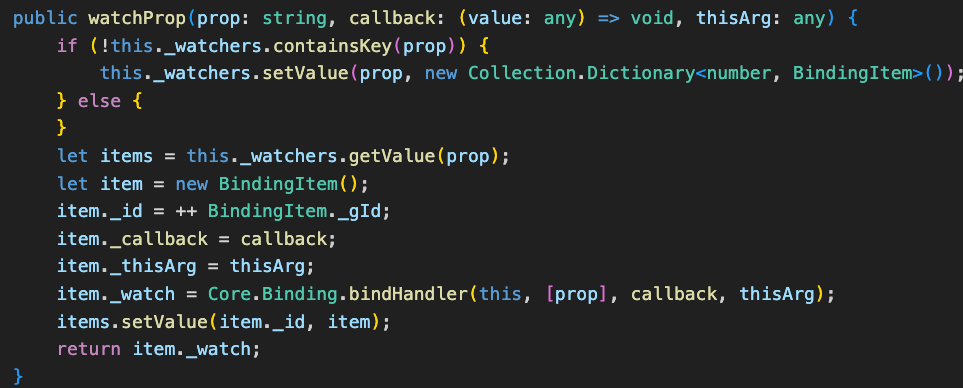 public watchProp(prop: string, callback: (value: any) => void, thisArg: any) {
    if (!this._watchers.containsKey(prop)) {
        this._watchers.setValue(prop, new Collection.Dictionary<number, BindingItem>());
    } else {
    }
    let items = this._watchers.getValue(prop);
    let item = new BindingItem();
    item._id = ++ BindingItem._gId;
    item._callback = callback;
    item._thisArg = thisArg;
    item._watch = Core.Binding.bindHandler(this, [prop], callback, thisArg);
    items.setValue(item._id, item);
    return item._watch;
}